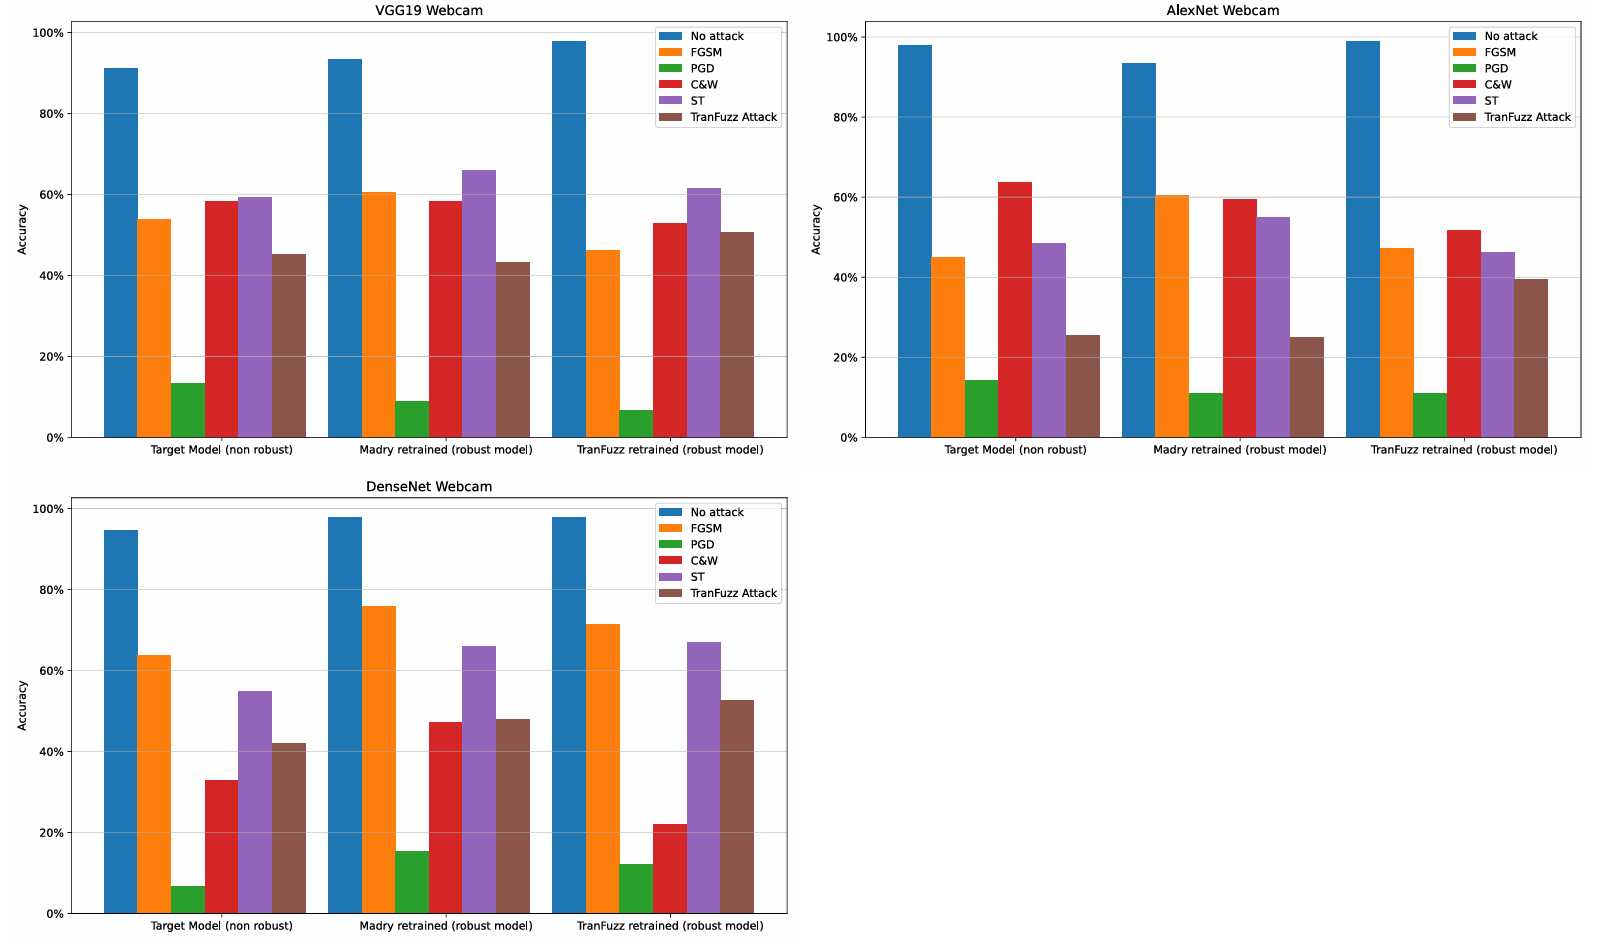 VGG19 Webcam
100%
80%
60%
40%
20%
0%
Accuracy
No attack
FGSM
PGD
C&W
ST
TranFuzz Attack
Target Model (non robust)
Madry retrained (robust model)
TranFuzz retrained (robust model)
AlexNet Webcam
100%
80%
60%
40%
20%
0%
Accuracy
No attack
FGSM
PGD
C&W
ST
TranFuzz Attack
Target Model (non robust)
Madry retrained (robust model)
TranFuzz retrained (robust model)
DenseNet Webcam
100%
80%
60%
40%
20%
0%
Accuracy
No attack
FGSM
PGD
C&W
ST
TranFuzz Attack
Target Model (non robust)
Madry retrained (robust model)
TranFuzz retrained (robust model)